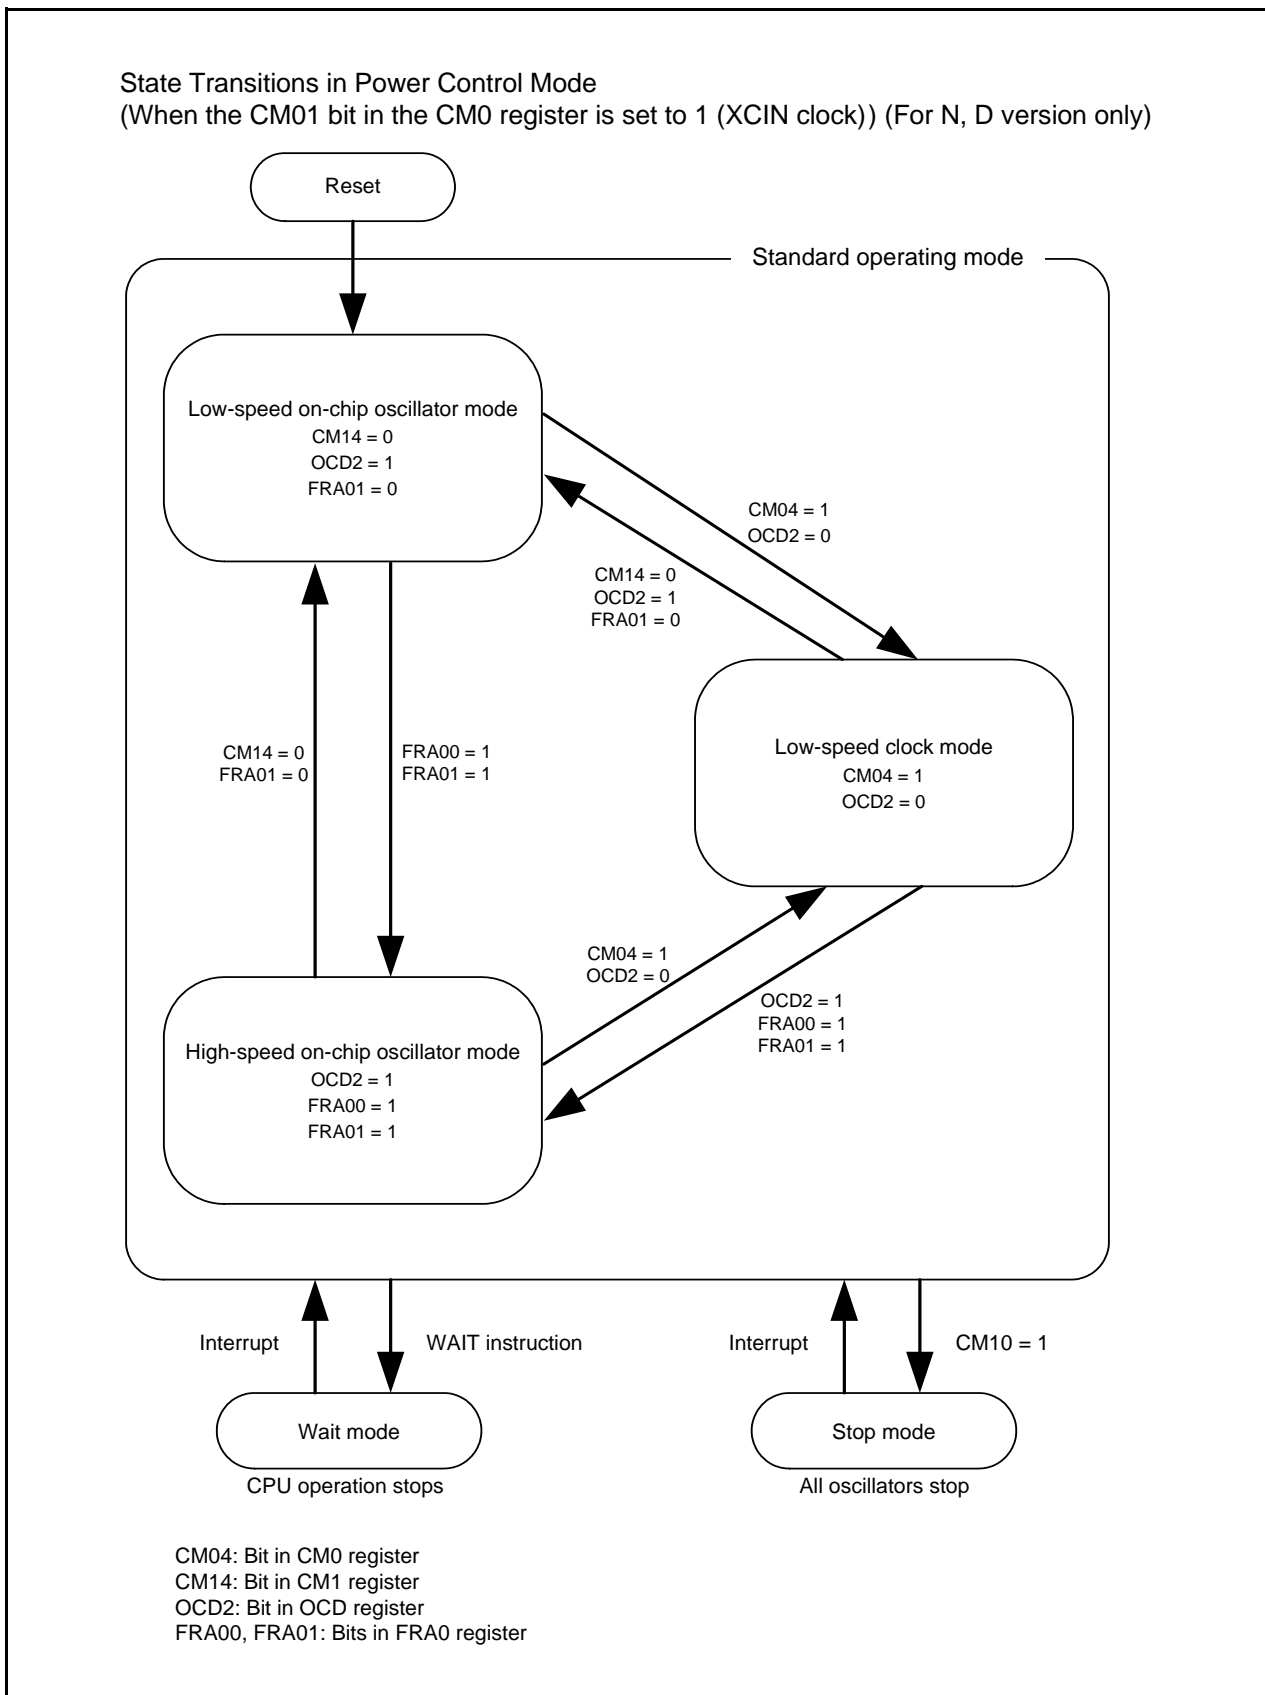 State Transitions in Power Control Mode
(When the CM01 bit in the CM0 register is set to 1 (XCIN clock)) (For N, D version only)
Reset
Standard operating mode
Low-speed on-chip oscillator mode
CM14 = 0
OCD2 = 1
FRA01 = 0
CM04 = 1
OCD2 = 0
CM14 = 0
OCD2 = 1
FRA01 = 0
CM14 = 0
FRA01 = 0
FRA00 = 1
FRA01 = 1
Low-speed clock mode
CM04 = 1
OCD2 = 0
CM04 = 1
OCD2 = 0
OCD2 = 1
FRA00 = 1
FRA01 = 1
High-speed on-chip oscillator mode
OCD2 = 1
FRA00 = 1
FRA01 = 1
Interrupt
WAIT instruction
Interrupt
CM10 = 1
Wait mode
Stop mode
CPU operation stops
All oscillators stop
CM04: Bit in CM0 register
CM14: Bit in CM1 register
OCD2: Bit in OCD register
FRA00, FRA01: Bits in FRA0 register